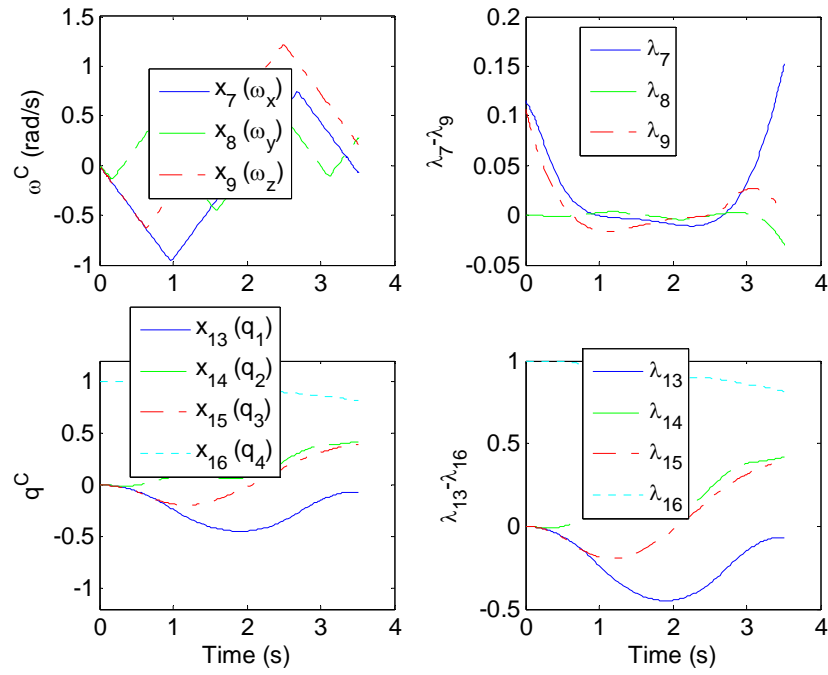 1.5
1
0.5
0
-0.5
-1
0 1 2 3 4
ω^C (rad/s)
x_7 (ω_x)
x_8 (ω_y)
x_9 (ω_z)
0.2
0.15
0.1
0.05
0
-0.05
0 1 2 3 4
λ_7-λ_9
λ_7
λ_8
λ_9
1
0.5
0
-0.5
-1
0 1 2 3 4
q^C
Time (s)
x_13 (q_1)
x_14 (q_2)
x_15 (q_3)
x_16 (q_4)
1
0.5
0
-0.5
0 1 2 3 4
λ_13-λ_16
Time (s)
λ_13
λ_14
λ_15
λ_16